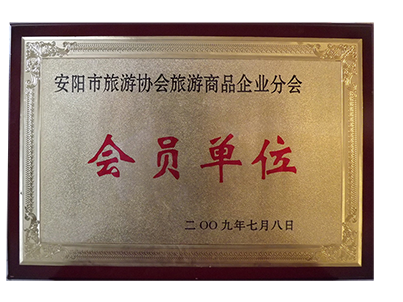 安阳市旅游协会旅游商品企业分会
会员单位
二OO九年七月八日